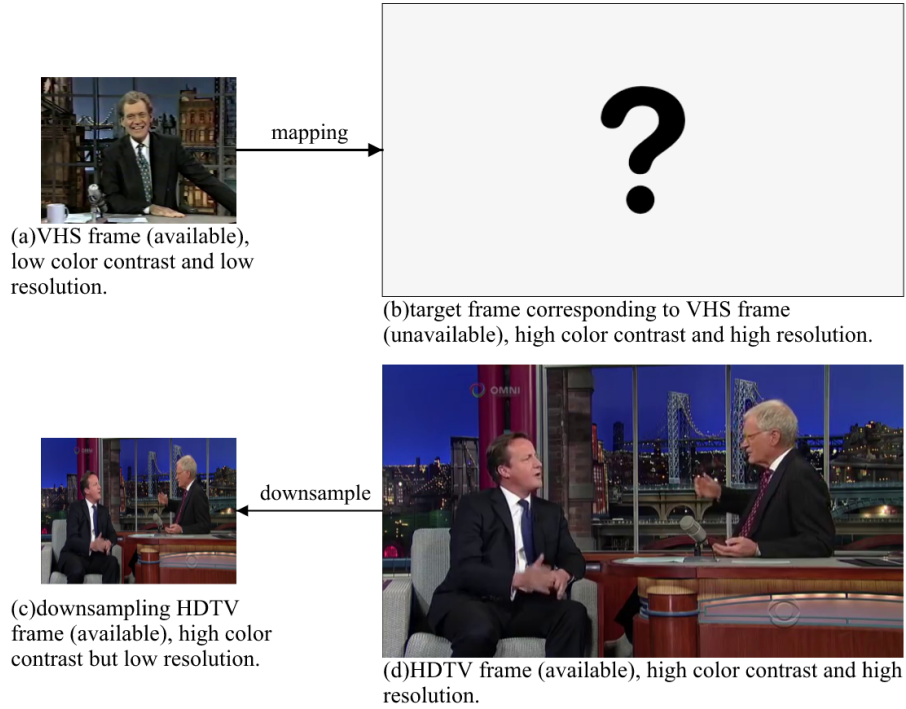 mapping
?
(a)VHS frame (available),
low color contrast and low
resolution.
(b)target frame corresponding to VHS frame
(unavailable), high color contrast and high resolution.
OMNI
downsample
(c)downsampling HDTV
frame (available), high color
contrast but low resolution.
(d)HDTV frame (available), high color contrast and high
resolution.